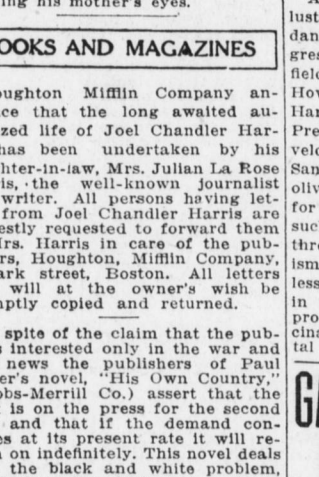 ing his mother's eyes.
OOKS AND MAGAZINES
oughton Mifflin Company an-
ce that the long awaited au-
zed life of Joel Chandler Har-
has been undertaken by his
hter-in-law, Mrs. Julian La Rose
is, the well-known journalist
writer. All persons having let-
from Joel Chandler Harris are
estly requested to forward them
Mrs. Harris in care of the pub-
rs, Houghton, Mifflin Company,
ark street, Boston. All letters
will at the owner's wish be
mptly copied and returned.
spite of the claim that the pub-
s interested only in the war and
news the publishers of Paul
er's novel, "His Own Country,"
obs-Merrill Co.) assert that the
is on the press for the second
and that if the demand con-
es at its present rate it will re-
n on indefinitely. This novel deals
the black and white problem,
lust
dan
gres
field
Hov
Har
Pre
velo
San
oliv
for
suc
thro
ism
less
in
pro
cina
tal
GA